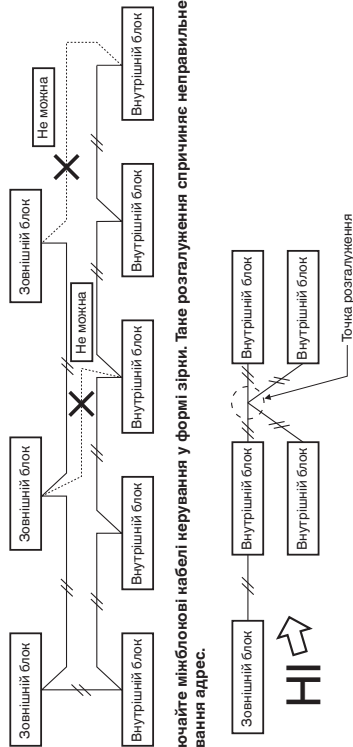 Зовнішній блок
Зовнішній блок
Зовнішній блок
Не можна
Не можна
Внутрішній блок
Внутрішній блок
Внутрішній блок
Внутрішній блок
Внутрішній блок
ючайте міжблокові кабелі керування у формі зірки. Таке розгалуження спричиняє неправильне
вання адрес.
Зовнішній блок
Внутрішній блок
Внутрішній блок
НІ
Внутрішній блок
Внутрішній блок
Точка розгалуження